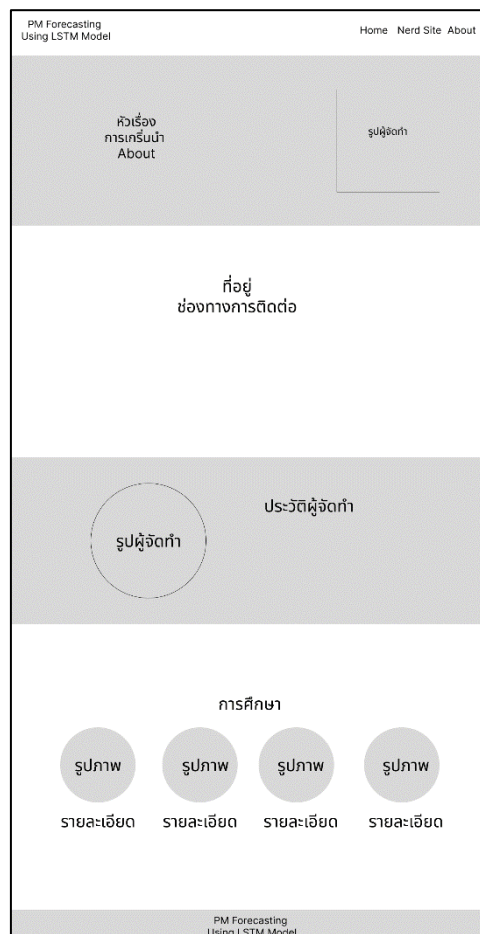 PM Forecasting
Using LSTM Model
Home Nerd Site About
หัวเรื่อง
การเกริ่นนำ
About
รูปผู้จัดทำ
ที่อยู่
ช่องทางการติดต่อ
ประวัติผู้จัดทำ
รูปผู้จัดทำ
การศึกษา
รูปภาพ รูปภาพ รูปภาพ รูปภาพ
รายละเอียด รายละเอียด รายละเอียด รายละเอียด
PM Forecasting
Using LSTM Model